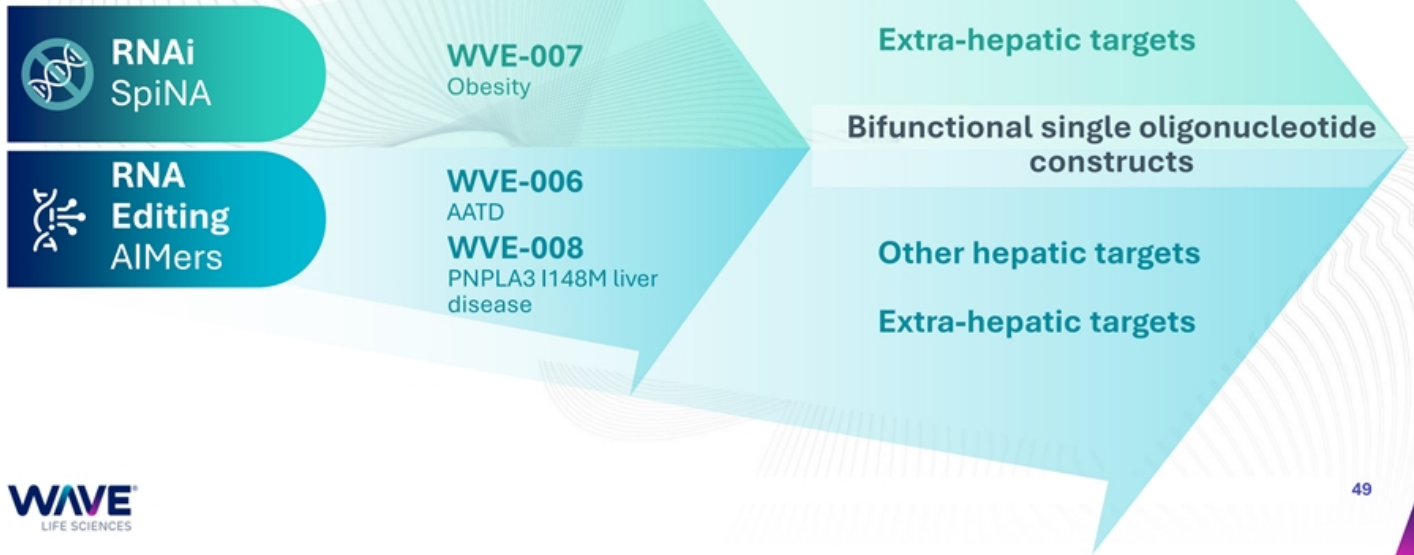 RNAi
SpiNA
WVE-007
Obesity
Extra-hepatic targets
Bifunctional single oligonucleotide
constructs
RNA
Editing
AIMers
WVE-006
AATD
WVE-008
PNPLA3 I148M liver
disease
Other hepatic targets
Extra-hepatic targets
WAVE®
LIFE SCIENCES
49